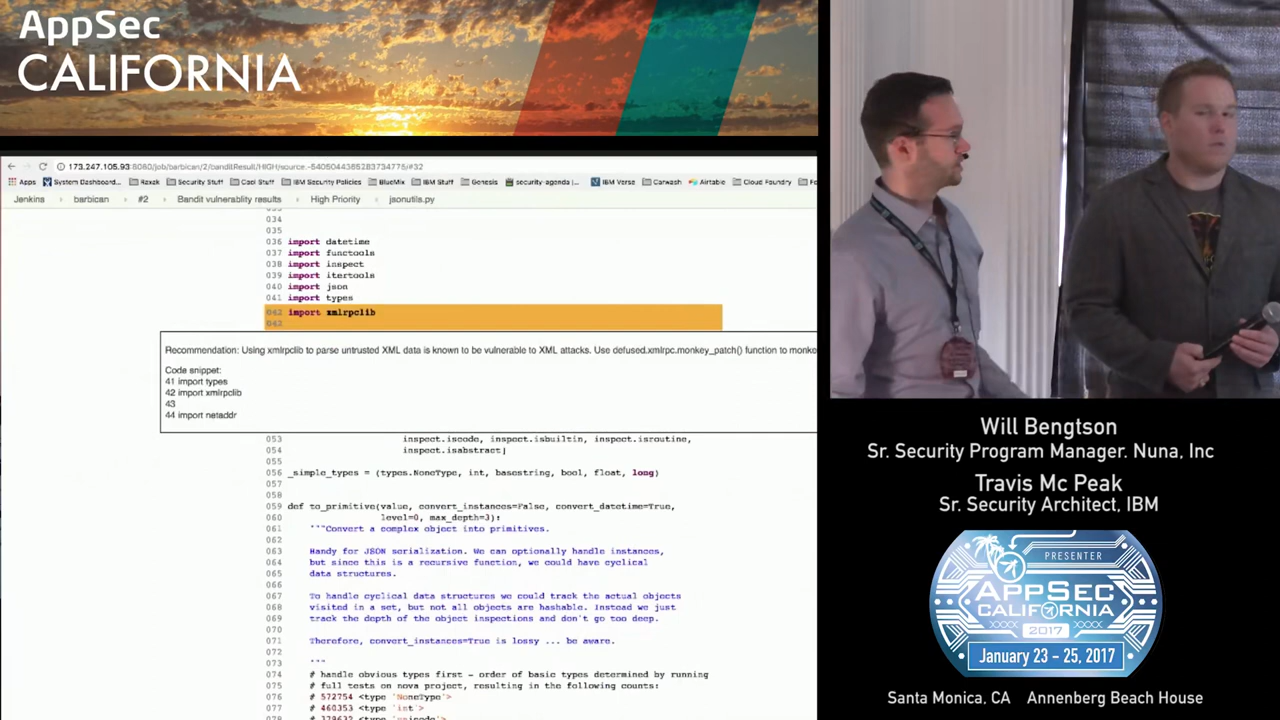 AppSec
CALIFORNIA
173.247.105.93:8080/job/barbican/2/banditResult/HIGH/source.-5405044385283734775/#32
Apps System Dashboard... Raxak Security Stuff Cool Stuff IBM Security Policies BlueMix IBM Stuff Genesis security-agenda |... IBM Verse Carwash Airtable Cloud Foundry
Jenkins barbican #2 Bandit vulnerability results High Priority jsonutils.py
034
035
036 import datetime
037 import functools
038 import inspect
039 import itertools
040 import json
041 import types
042 import xmlrpclib
043
Recommendation: Using xmlrpclib to parse untrusted XML data is known to be vulnerable to XML attacks. Use defused.xmlrpc.monkey_patch() function to monke
Code snippet:
41 import types
42 import xmlrpclib
43
44 import netaddr
053 inspect.iscode, inspect.isbuiltin, inspect.isroutine,
054 inspect.isabstract]
055
056 _simple_types = (types.NoneType, int, basestring, bool, float, long)
057
058
059 def to_primitive(value, convert_instances=False, convert_datetime=True,
060 level=0, max_depth=3):
061 """Convert a complex object into primitives.
062
063 Handy for JSON serialization. We can optionally handle instances,
064 but since this is a recursive function, we could have cyclical
065 data structures.
066
067 To handle cyclical data structures we could track the actual objects
068 visited in a set, but not all objects are hashable. Instead we just
069 track the depth of the object inspections and don't go too deep.
070
071 Therefore, convert_instances=True is lossy ... be aware.
072
073 """
074 # handle obvious types first - order of basic types determined by running
075 # full tests on nova project, resulting in the following counts:
076 # 572754 <type 'NoneType'>
077 # 460353 <type 'int'>
078 # 379632 <type 'unicode'>
Will Bengtson
Sr. Security Program Manager. Nuna, Inc
Travis Mc Peak
Sr. Security Architect, IBM
PRESENTER
APPSEC
CALIFORNIA
2017
January 23 - 25, 2017
Santa Monica, CA Annenberg Beach House